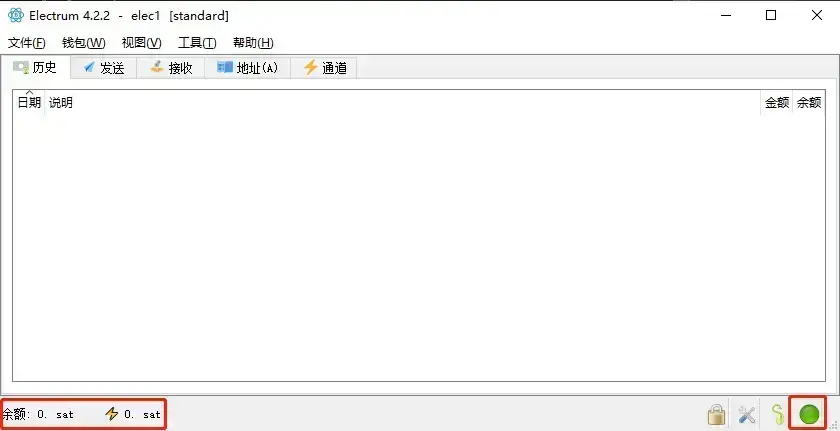 Electrum 4.2.2 - elec1 [standard]
文件(F) 钱包(W) 视图(V) 工具(T) 帮助(H)
历史 发送 接收 地址(A) 通道
日期 说明 金额 余额
余额: 0. sat 0. sat